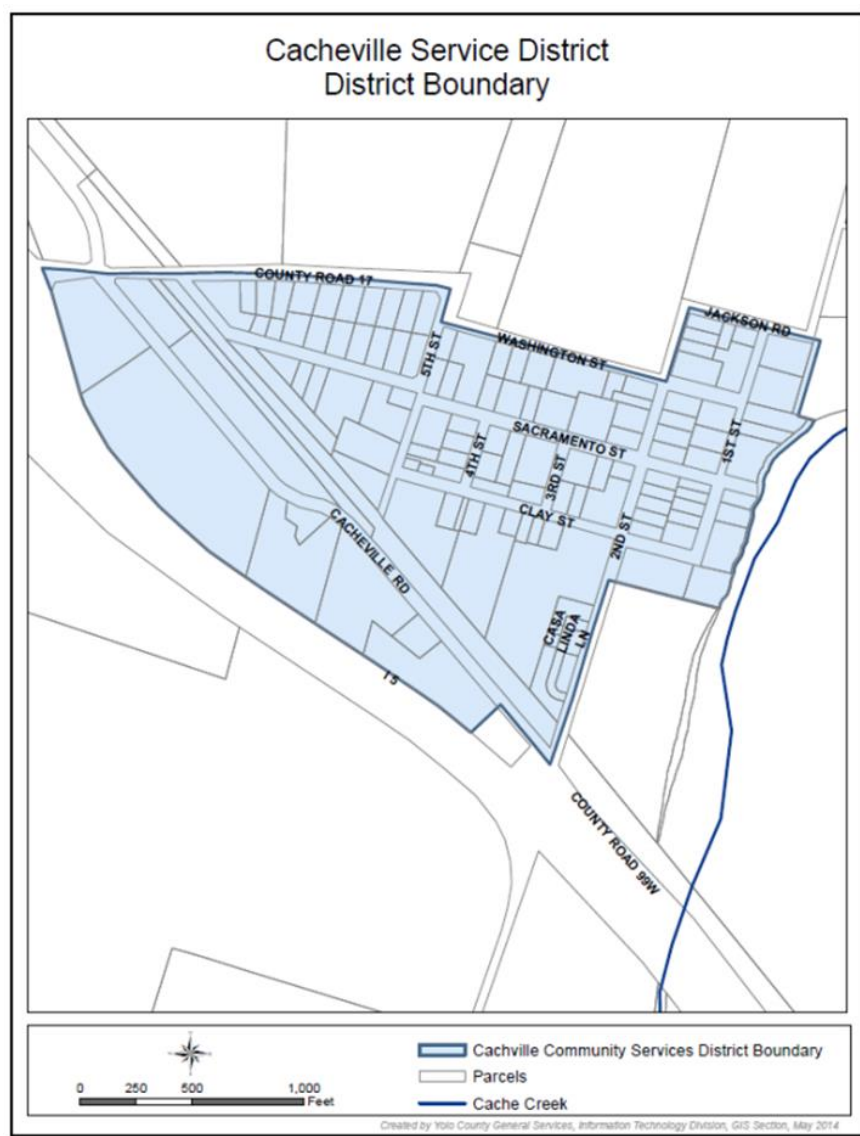 Cacheville Service District
District Boundary
COUNTY ROAD 17
JACKSON RD
WASHINGTON ST
5TH ST
SACRAMENTO ST
1ST ST
4TH ST
3RD ST
CLAY ST
2ND ST
CACHEVILLE RD
CASA
LINDA
LN
I 5
COUNTY ROAD 99W
0 250 500 1,000
Feet
Cachville Community Services District Boundary
Parcels
Cache Creek
Created by Yolo County General Services, Information Technology Division, GIS Section, May 2014